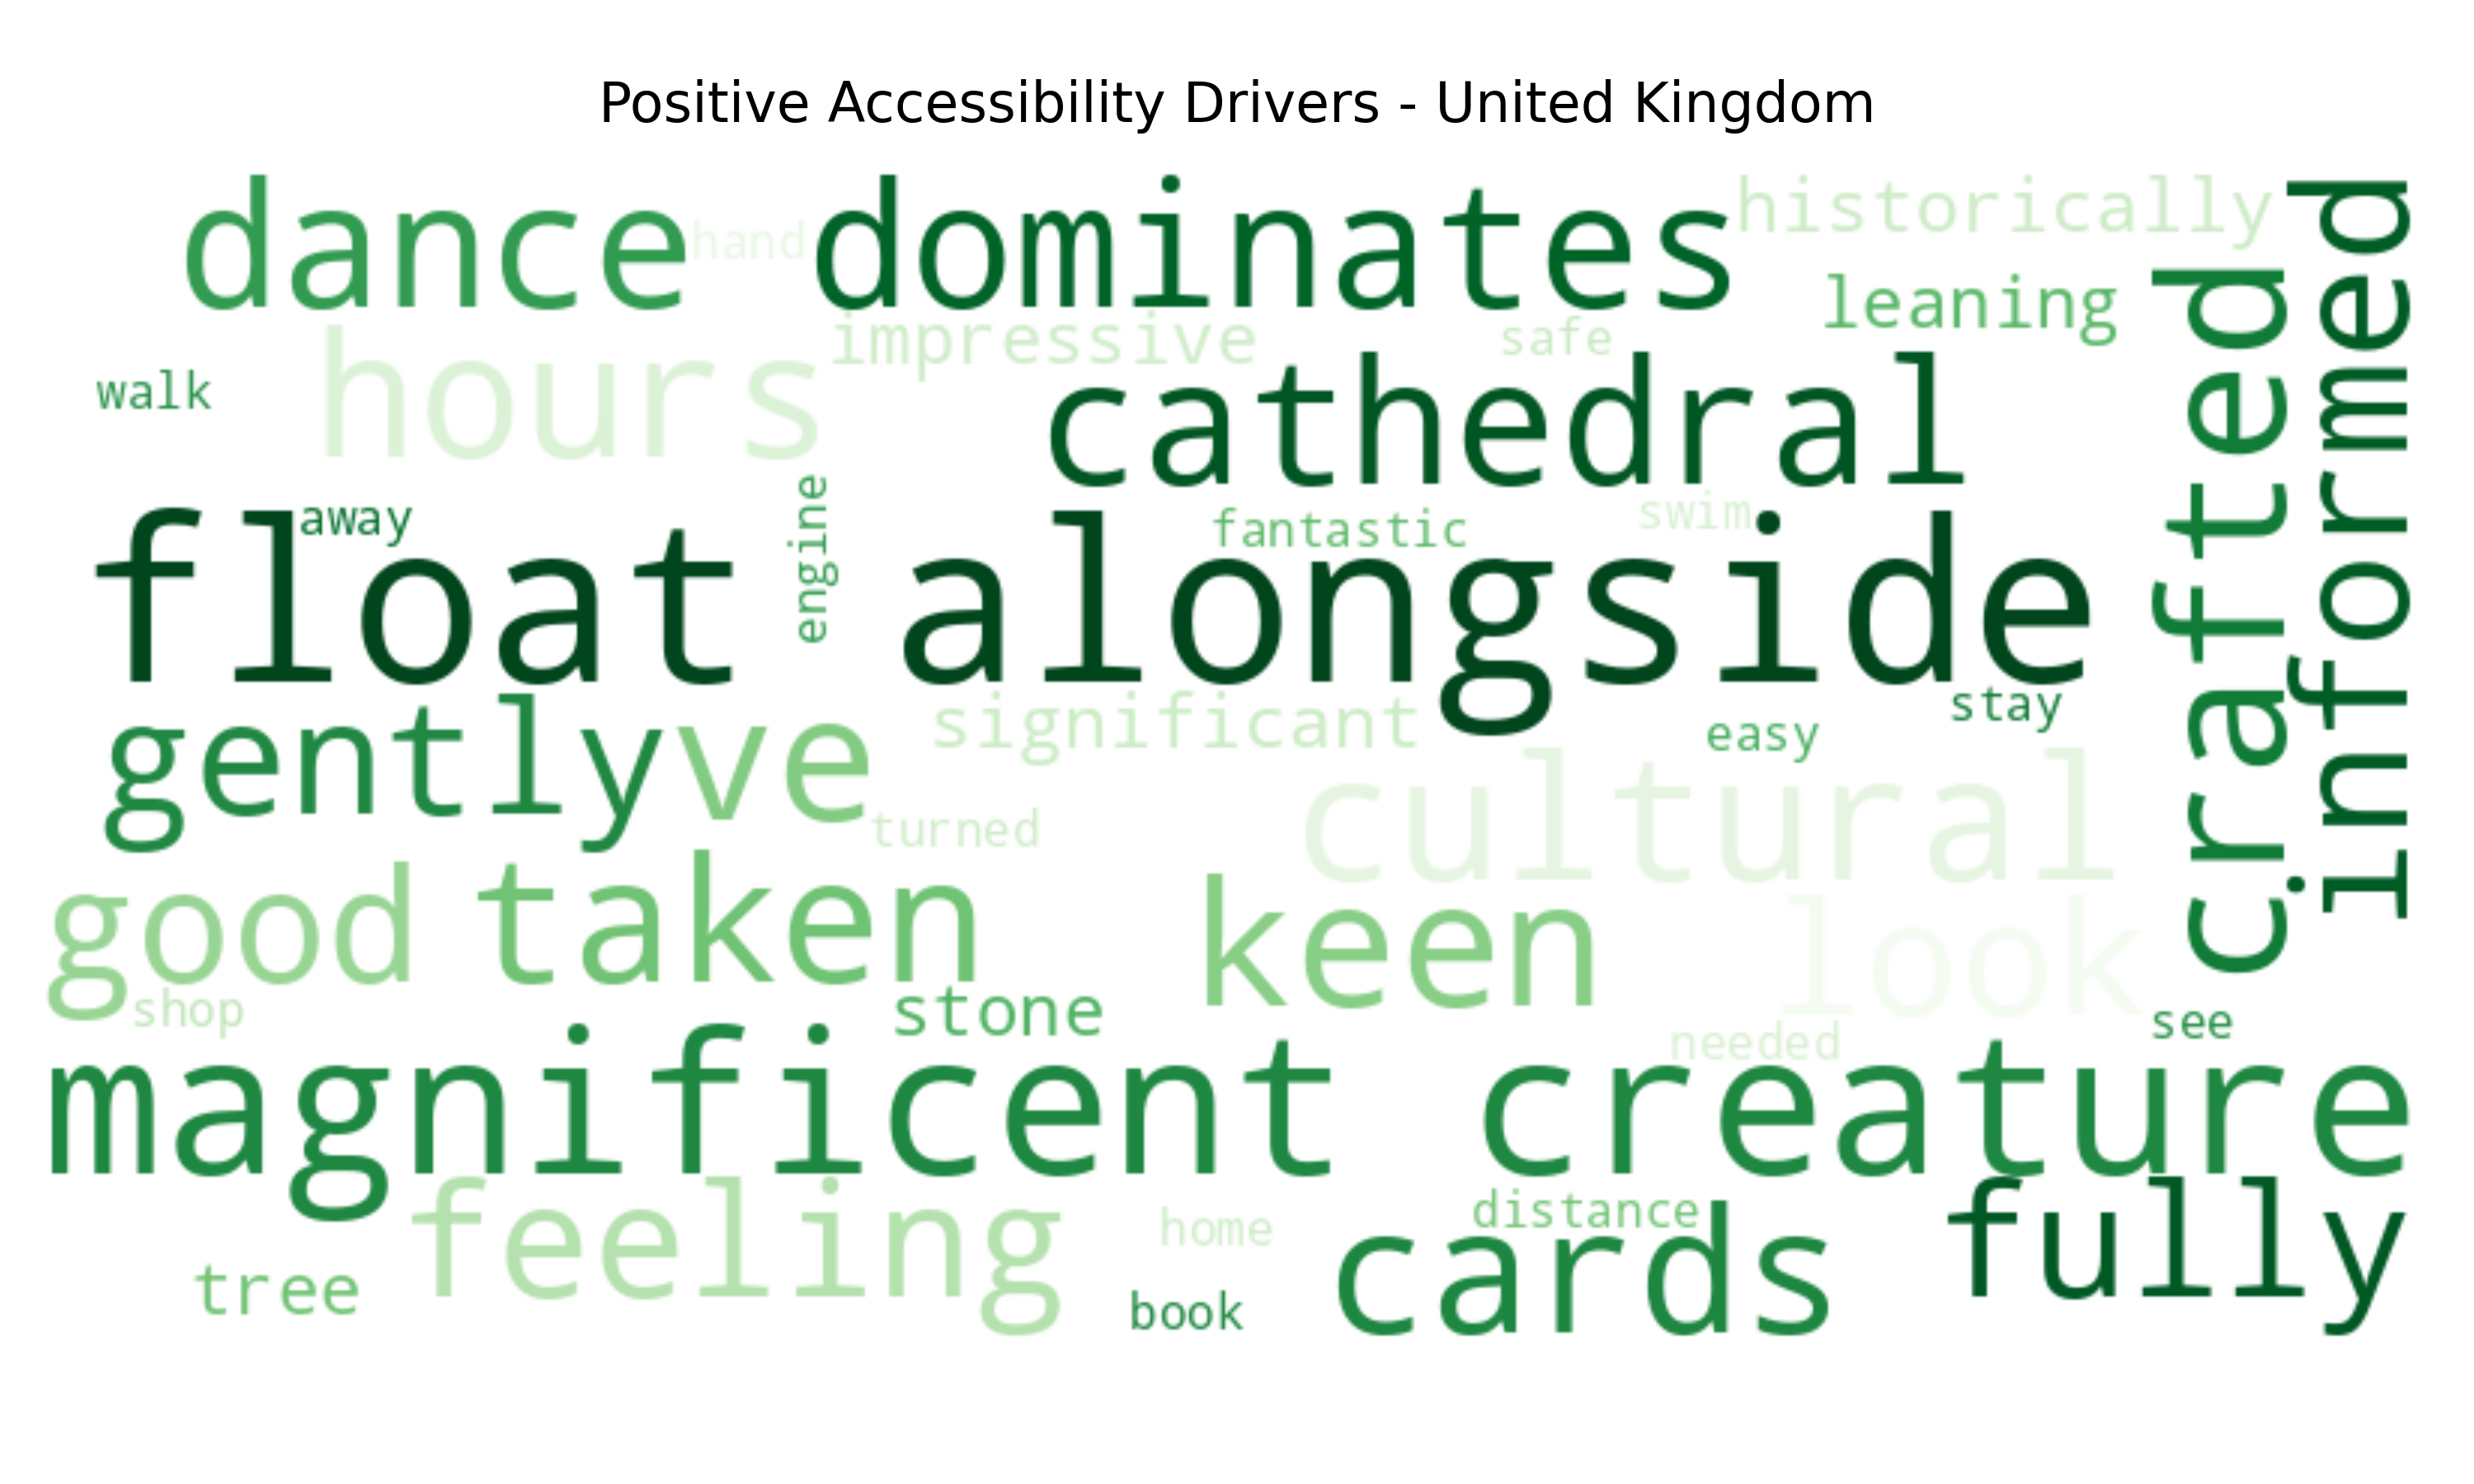 Positive Accessibility Drivers - United Kingdom
dance hand dominates historically
leaning
hours impressive safe
walk cathedral
crafted
informed
away engine fantastic swim
float alongside
gently ve significant easy stay
turned cultural
good taken keen look
shop stone needed see
magnificent creature
feeling home distance fully
tree book cards